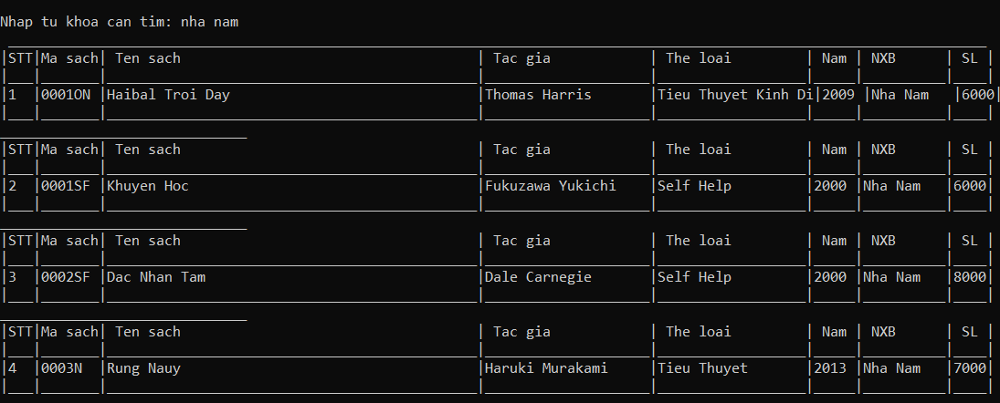 Nhap tu khoa can tim: nha nam
|STT|Ma sach| Ten sach | Tac gia | The loai | Nam | NXB | SL |
|1 |0001ON |Haibal Troi Day |Thomas Harris |Tieu Thuyet Kinh Di|2009 |Nha Nam |6000|
|STT|Ma sach| Ten sach | Tac gia | The loai | Nam | NXB | SL |
|2 |0001SF |Khuyen Hoc |Fukuzawa Yukichi |Self Help |2000 |Nha Nam |6000|
|STT|Ma sach| Ten sach | Tac gia | The loai | Nam | NXB | SL |
|3 |0002SF |Dac Nhan Tam |Dale Carnegie |Self Help |2000 |Nha Nam |8000|
|STT|Ma sach| Ten sach | Tac gia | The loai | Nam | NXB | SL |
|4 |0003N |Rung Nauy |Haruki Murakami |Tieu Thuyet |2013 |Nha Nam |7000|